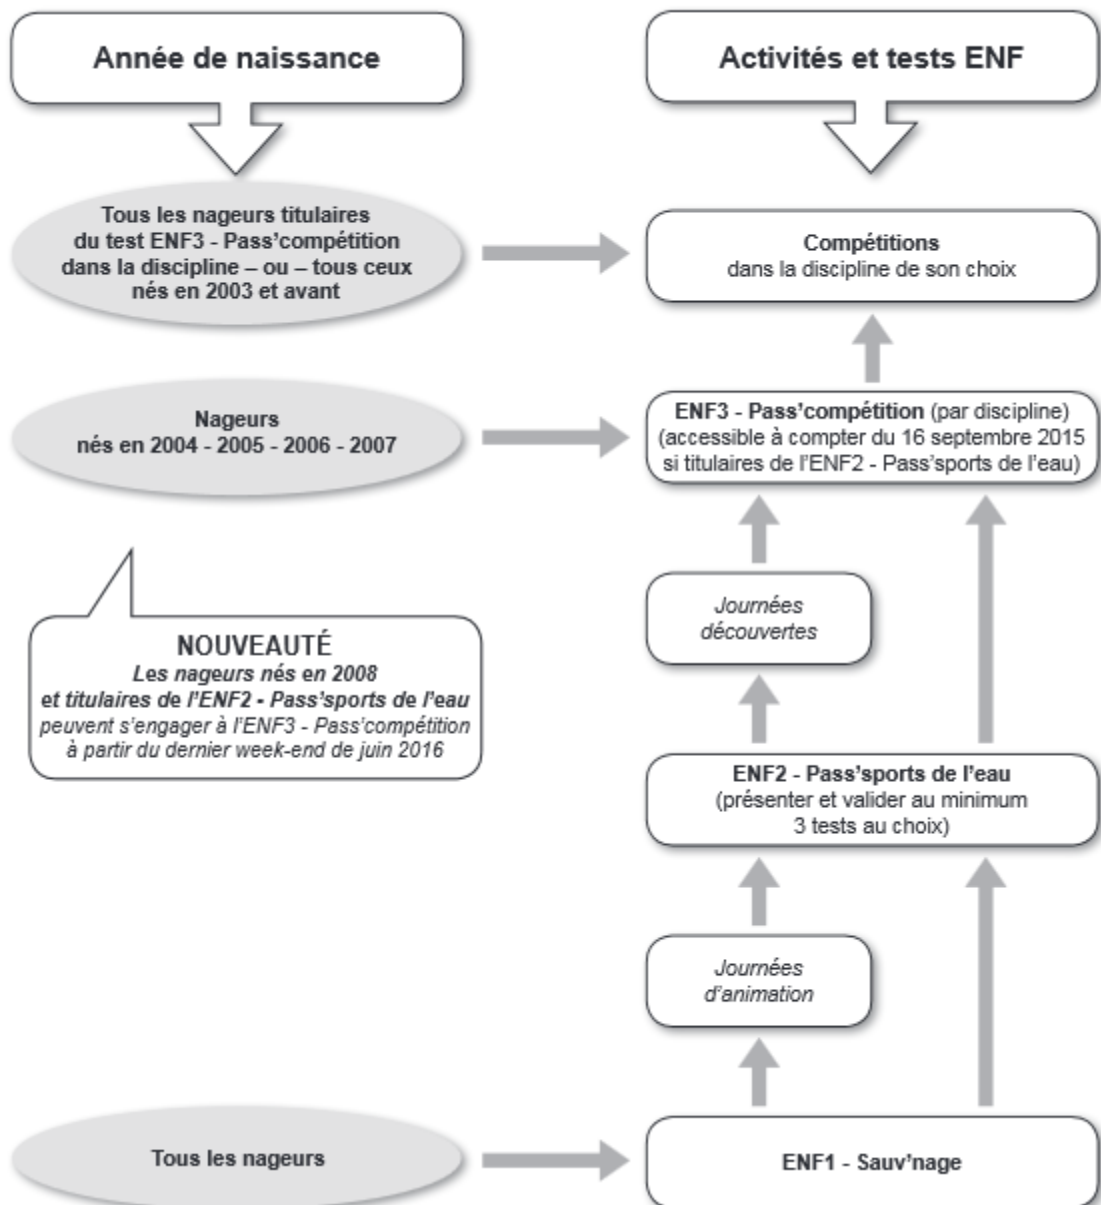 Année de naissance
Activités et tests ENF
Tous les nageurs titulaires
du test ENF3 - Pass'compétition
dans la discipline – ou – tous ceux
nés en 2003 et avant
Compétitions
dans la discipline de son choix
Nageurs
nés en 2004 - 2005 - 2006 - 2007
ENF3 - Pass'compétition (par discipline)
(accessible à compter du 16 septembre 2015
si titulaires de l'ENF2 - Pass'sports de l'eau)
Journées
découvertes
NOUVEAUTÉ
Les nageurs nés en 2008
et titulaires de l'ENF2 - Pass'sports de l'eau
peuvent s'engager à l'ENF3 - Pass'compétition
à partir du dernier week-end de juin 2016
ENF2 - Pass'sports de l'eau
(présenter et valider au minimum
3 tests au choix)
Journées
d'animation
Tous les nageurs
ENF1 - Sauv'nage